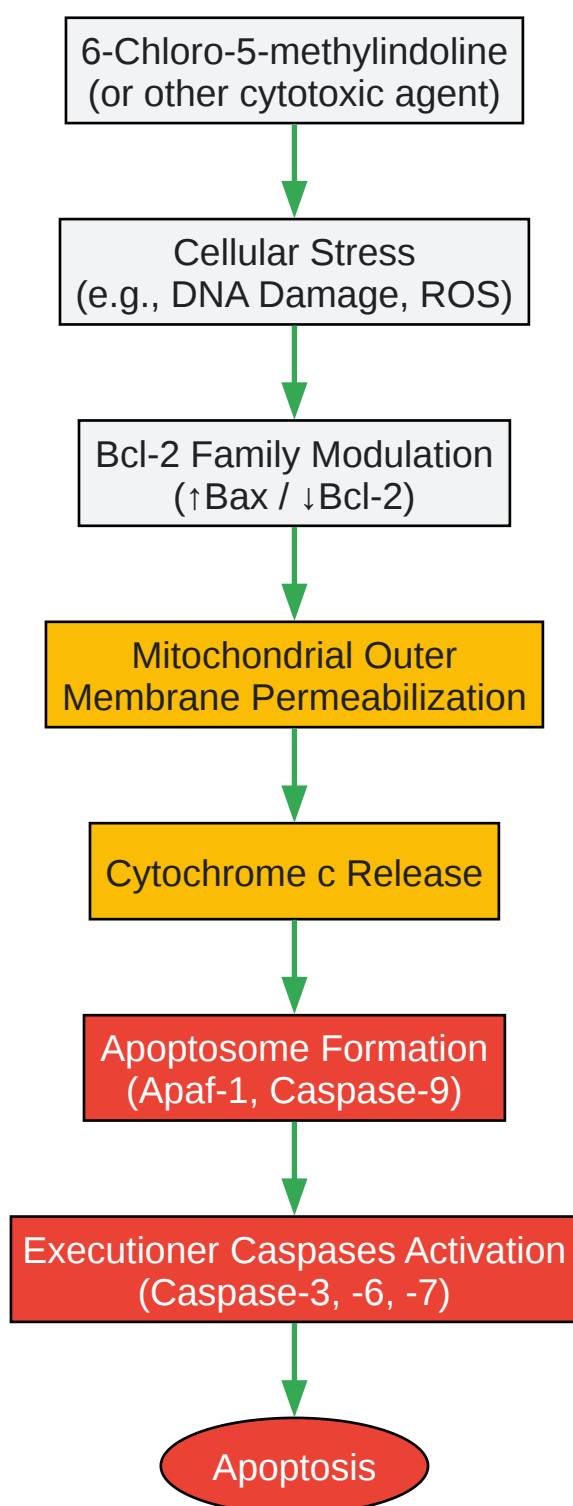 6-Chloro-5-methylindoline
(or other cytotoxic agent)
Cellular Stress
(e.g., DNA Damage, ROS)
Bcl-2 Family Modulation
(↑Bax / ↓Bcl-2)
Mitochondrial Outer
Membrane Permeabilization
Cytochrome c Release
Apoptosome Formation
(Apaf-1, Caspase-9)
Executioner Caspases Activation
(Caspase-3, -6, -7)
Apoptosis